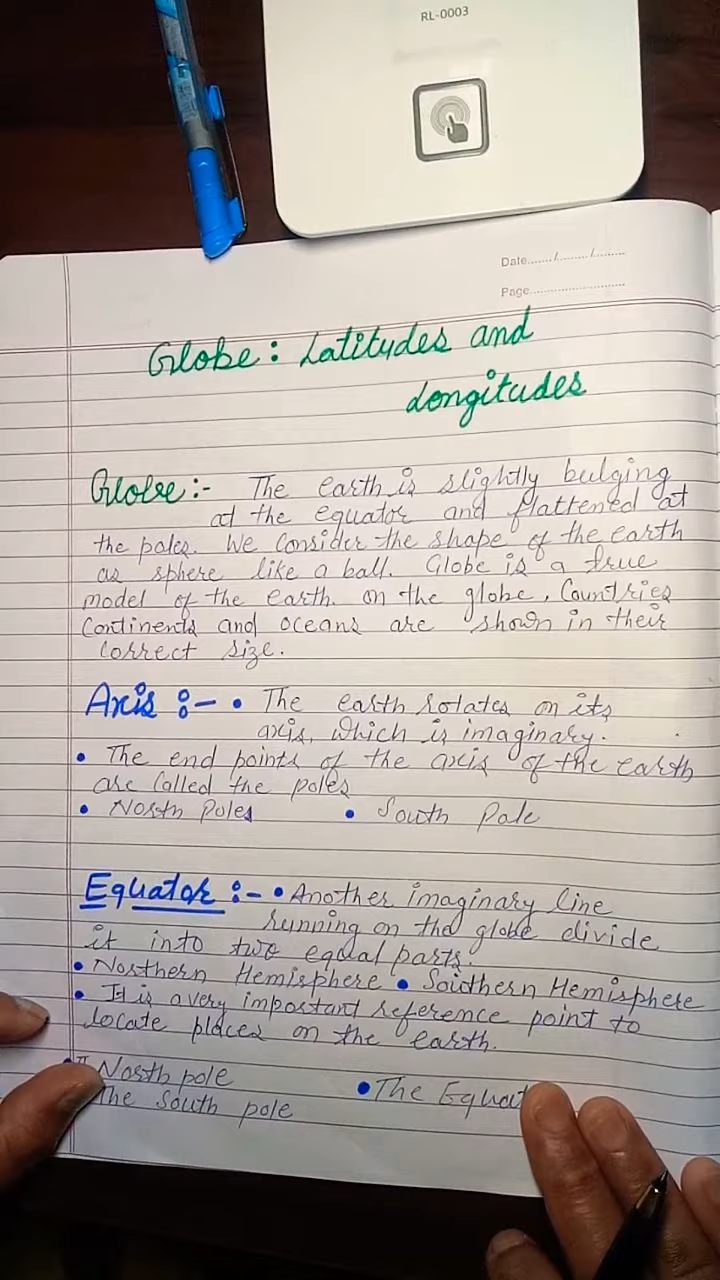 RL-0003
Date......./........./.........
Page...........................
Globe: Latitudes and
Longitudes
Globe:- The earth is slightly bulging
at the equator and flattened at
the poles. We Consider the shape of the earth
as sphere like a ball. Globe is a true
model of the earth. on the globe, Countries
Continents and oceans are shown in their
correct size.
Axis :- • The earth rotates on its
axis, which is imaginary.
• The end points of the axis of the earth
are Called the poles
• North Poles • South Pole
Equator :- • Another imaginary line
running on the globe divide
it into two equal parts.
• Northern Hemisphere • Southern Hemisphere
• It is a very important reference point to
locate places on the earth.
North pole • The Equat
The South pole